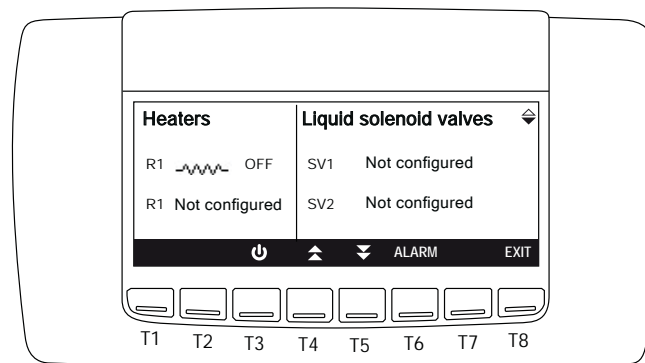 Heaters
R1 OFF
R1 Not configured
Liquid solenoid valves
SV1 Not configured
SV2 Not configured
ALARM EXIT
T1 T2 T3 T4 T5 T6 T7 T8